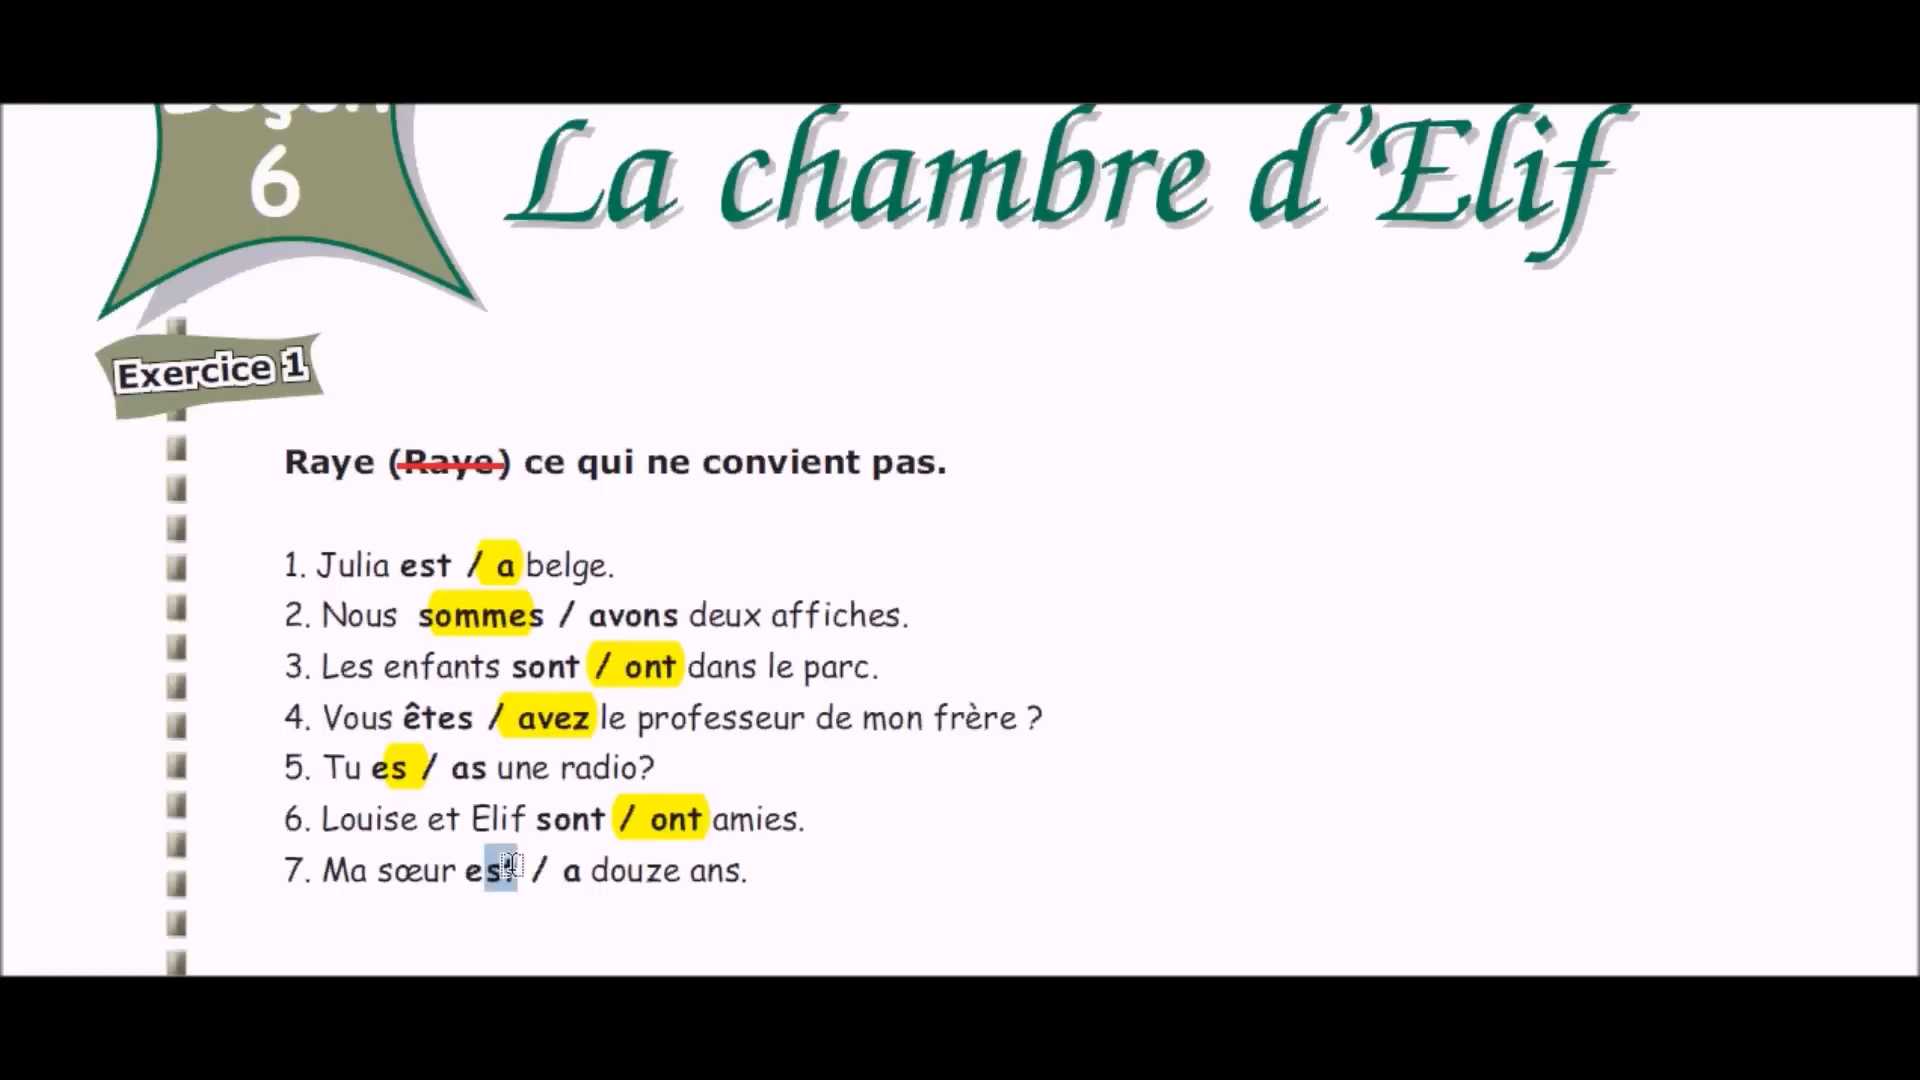 6
La chambre d'Elif
Exercice 1
Raye (Raye) ce qui ne convient pas.
1. Julia est / a belge.
2. Nous sommes / avons deux affiches.
3. Les enfants sont / ont dans le parc.
4. Vous êtes / avez le professeur de mon frère ?
5. Tu es / as une radio?
6. Louise et Elif sont / ont amies.
7. Ma sœur est / a douze ans.